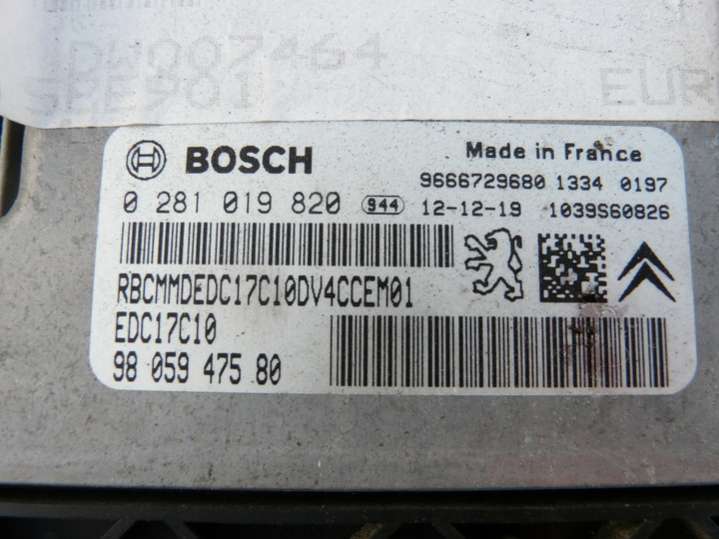 DW007464
EUR
BOSCH
Made in France
9666729680 1334 0197
0 281 019 820 944 12-12-19 1039S60826
RBCMMDEDC17C10DV4CCEM01
EDC17C10
98 059 475 80